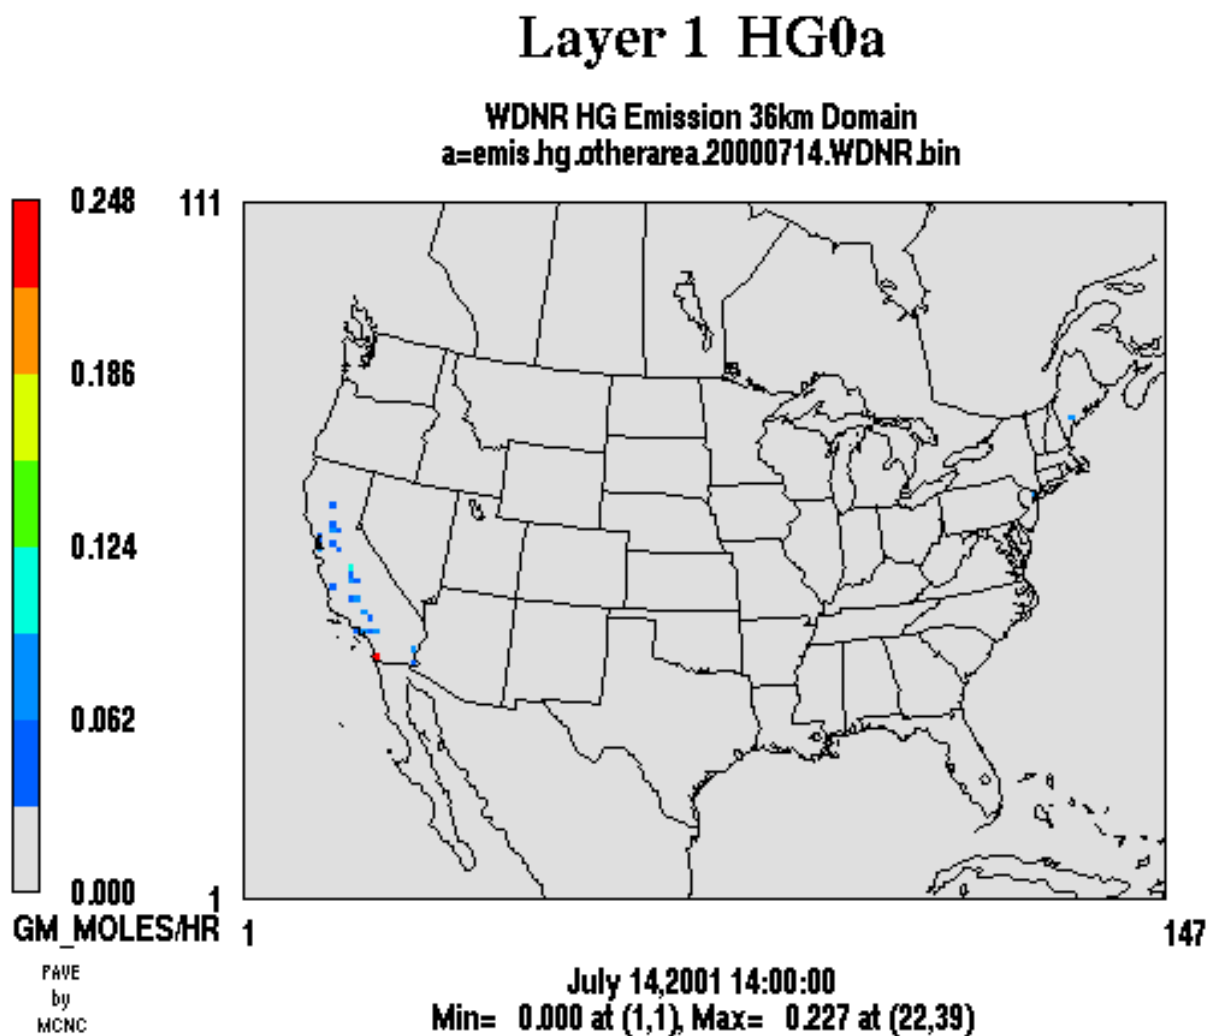 Layer 1 HG0a
WDNR HG Emission 36km Domain
a=emis.hg.otherarea.20000714.WDNR.bin
0.248
0.186
0.124
0.062
0.000
GM_MOLES/HR
111
1
1
147
PAVE
by
MCNC
July 14,2001 14:00:00
Min= 0.000 at (1,1), Max= 0.227 at (22,39)